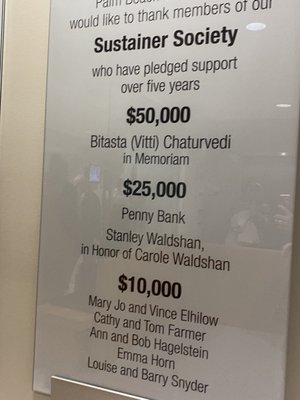 Palm Beach
would like to thank members of our
Sustainer Society
who have pledged support
over five years
$50,000
Bitasta (Vitti) Chaturvedi
in Memoriam
$25,000
Penny Bank
Stanley Waldshan,
in Honor of Carole Waldshan
$10,000
Mary Jo and Vince Elhilow
Cathy and Tom Farmer
Ann and Bob Hagelstein
Emma Horn
Louise and Barry Snyder